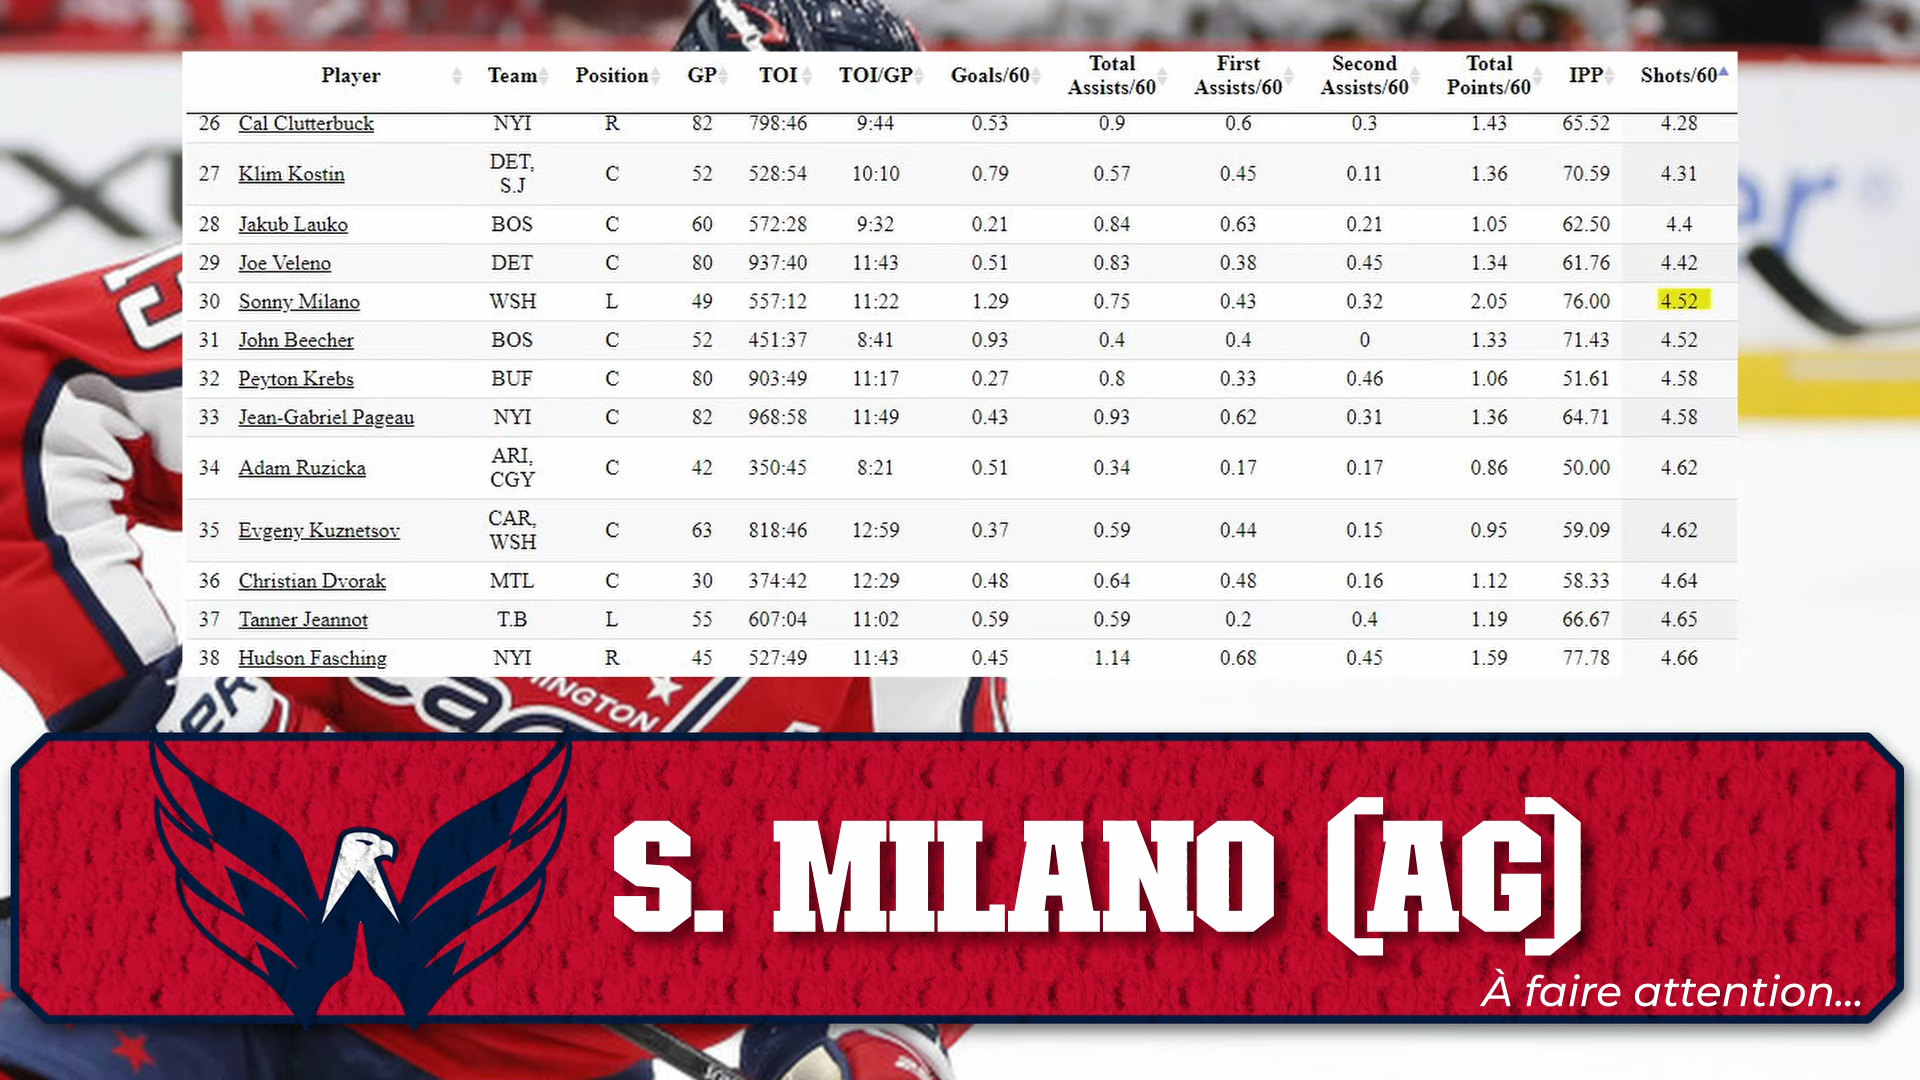 Player Team Position GP TOI TOI/GP Goals/60 Total Assists/60 First Assists/60 Second Assists/60 Total Points/60 IPP Shots/60
26 Cal Clutterbuck NYI R 82 798:46 9:44 0.53 0.9 0.6 0.3 1.43 65.52 4.28
27 Klim Kostin DET, S.J C 52 528:54 10:10 0.79 0.57 0.45 0.11 1.36 70.59 4.31
28 Jakub Lauko BOS C 60 572:28 9:32 0.21 0.84 0.63 0.21 1.05 62.50 4.4
29 Joe Veleno DET C 80 937:40 11:43 0.51 0.83 0.38 0.45 1.34 61.76 4.42
30 Sonny Milano WSH L 49 557:12 11:22 1.29 0.75 0.43 0.32 2.05 76.00 4.52
31 John Beecher BOS C 52 451:37 8:41 0.93 0.4 0.4 0 1.33 71.43 4.52
32 Peyton Krebs BUF C 80 903:49 11:17 0.27 0.8 0.33 0.46 1.06 51.61 4.58
33 Jean-Gabriel Pageau NYI C 82 968:58 11:49 0.43 0.93 0.62 0.31 1.36 64.71 4.58
34 Adam Ruzicka ARI, CGY C 42 350:45 8:21 0.51 0.34 0.17 0.17 0.86 50.00 4.62
35 Evgeny Kuznetsov CAR, WSH C 63 818:46 12:59 0.37 0.59 0.44 0.15 0.95 59.09 4.62
36 Christian Dvorak MTL C 30 374:42 12:29 0.48 0.64 0.48 0.16 1.12 58.33 4.64
37 Tanner Jeannot T.B L 55 607:04 11:02 0.59 0.59 0.2 0.4 1.19 66.67 4.65
38 Hudson Fasching NYI R 45 527:49 11:43 0.45 1.14 0.68 0.45 1.59 77.78 4.66
S. MILANO (AG)
À faire attention...